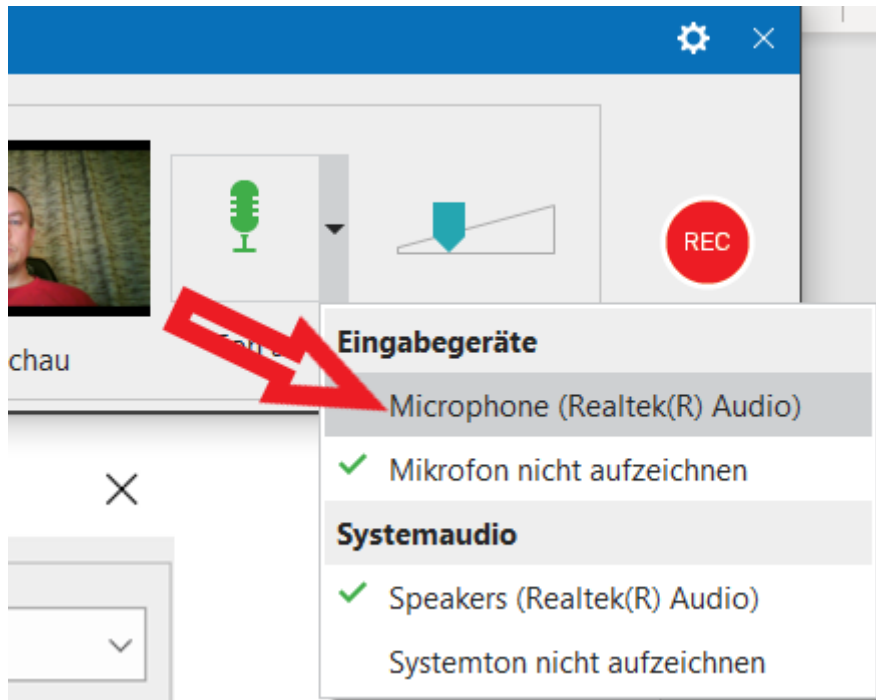 REC
chau
Eingabegeräte
Microphone (Realtek(R) Audio)
Mikrofon nicht aufzeichnen
Systemaudio
Speakers (Realtek(R) Audio)
Systemton nicht aufzeichnen